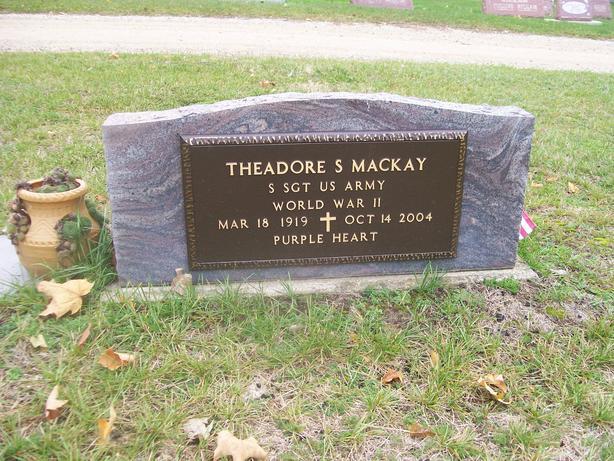 THEADORE S MACKAY
S SGT US ARMY
WORLD WAR II
MAR 18 1919 ✝ OCT 14 2004
PURPLE HEART